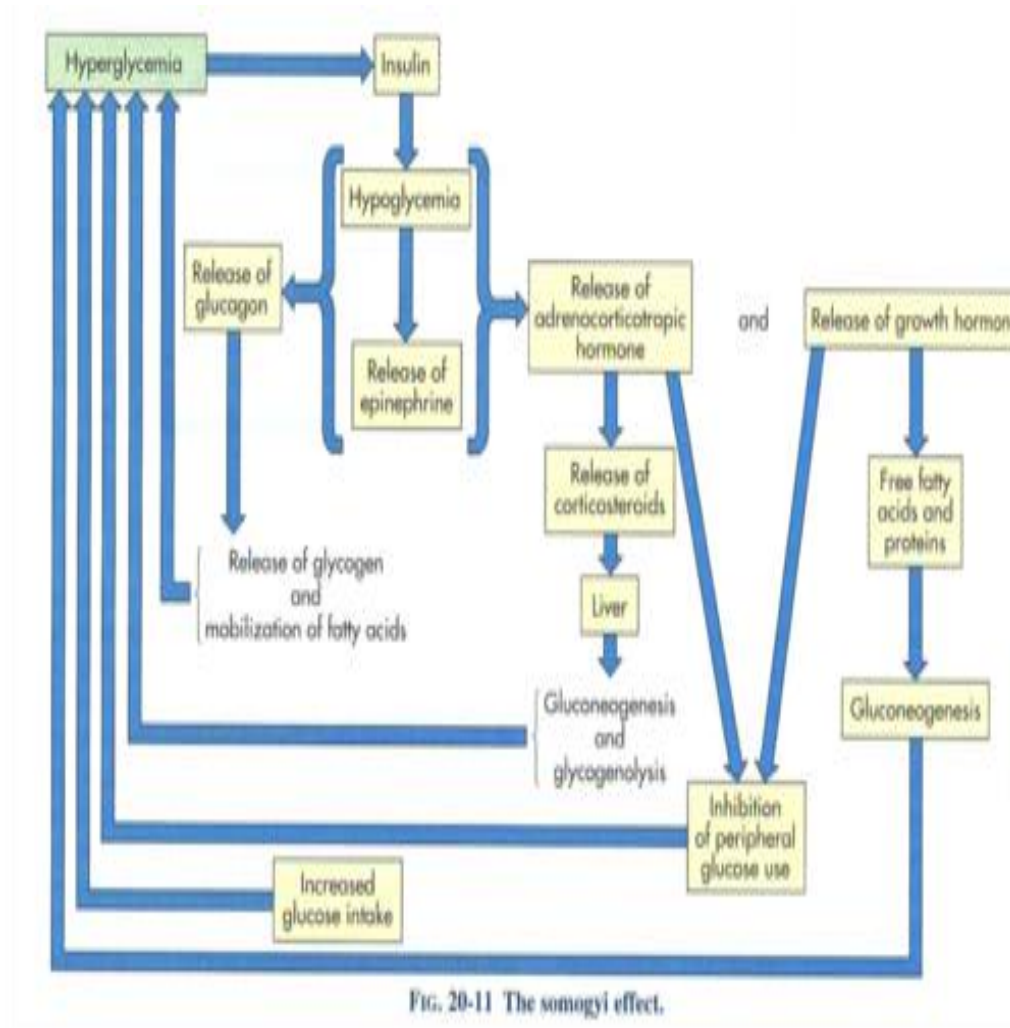 Hyperglycemia
Insulin
Hypoglycemia
Release of
glucagon
Release of
epinephrine
Release of
adrenocorticotropic
hormone
and
Release of growth hormon
Release of glycogen
and
mobilization of fatty acids
Release of
corticosteroids
Liver
Gluconeogenesis
and
glycogenolysis
Free fatty
acids and
proteins
Gluconeogenesis
Inhibition
of peripheral
glucose use
Increased
glucose intake
FIG. 20-11 The somogyi effect.